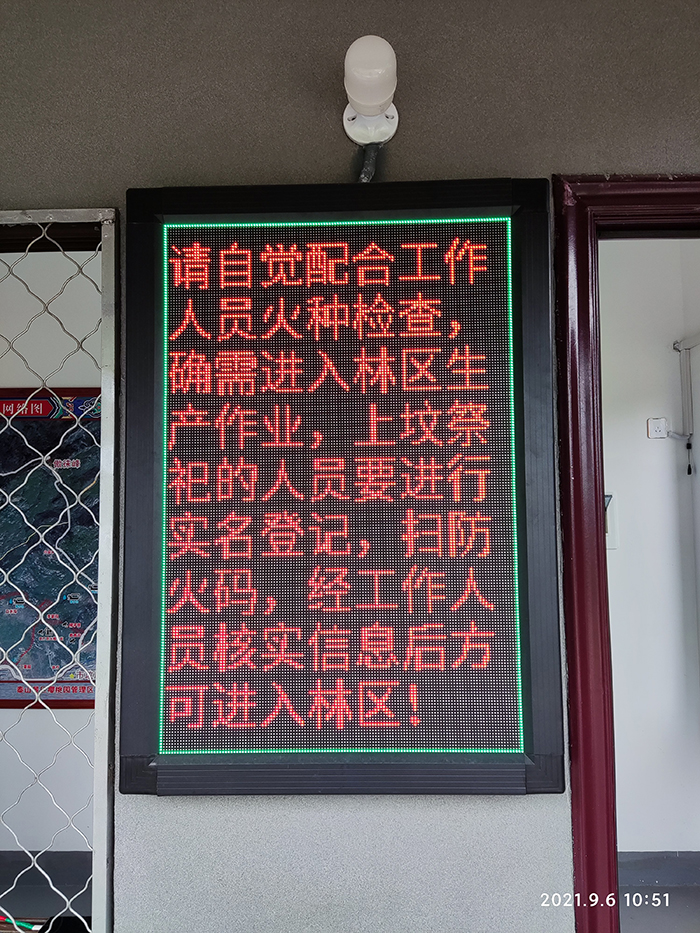 请自觉配合工作
人员火种检查，
确需进入林区生
产作业，上坟祭
祀的人员要进行
实名登记，扫防
火码，经工作人
员核实信息后方
可进入林区！
网络图
2021.9.6 10:51